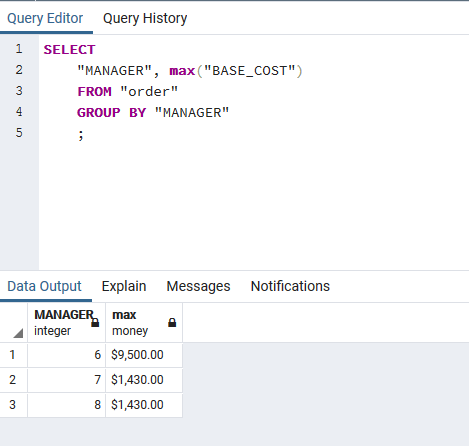 Query Editor Query History
1 SELECT
2 "MANAGER", max("BASE_COST")
3 FROM "order"
4 GROUP BY "MANAGER"
5 ;
Data Output Explain Messages Notifications
MANAGER max
integer money
1 6 $9,500.00
2 7 $1,430.00
3 8 $1,430.00